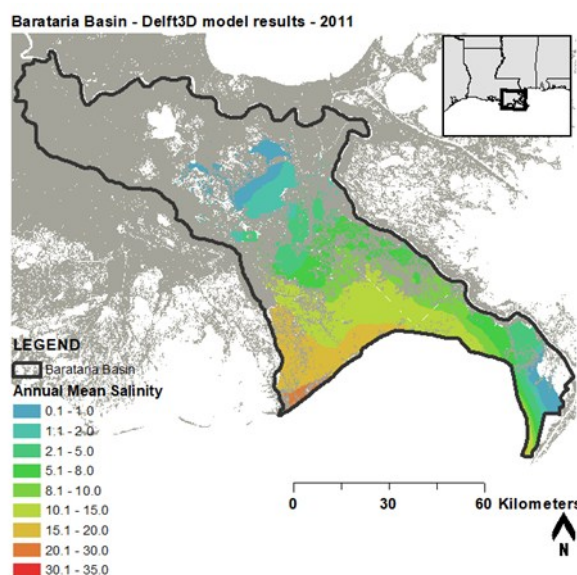 Barataria Basin - Delft3D model results - 2011
LEGEND
Barataria Basin
Annual Mean Salinity
0.1 - 1.0
1.1 - 2.0
2.1 - 5.0
5.1 - 8.0
8.1 - 10.0
10.1 - 15.0
15.1 - 20.0
20.1 - 30.0
30.1 - 35.0
0 30 60 Kilometers
N